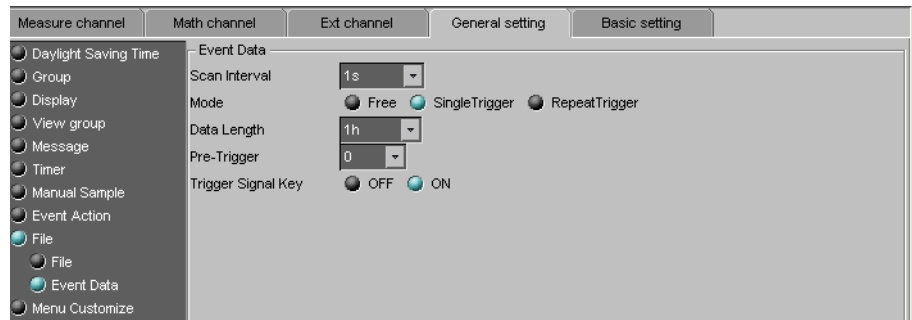 Measure channel Math channel Ext channel General setting Basic setting
Daylight Saving Time
Group
Display
View group
Message
Timer
Manual Sample
Event Action
File
File
Event Data
Menu Customize
Event Data
Scan Interval 1s
Mode Free SingleTrigger RepeatTrigger
Data Length 1h
Pre-Trigger 0
Trigger Signal Key OFF ON